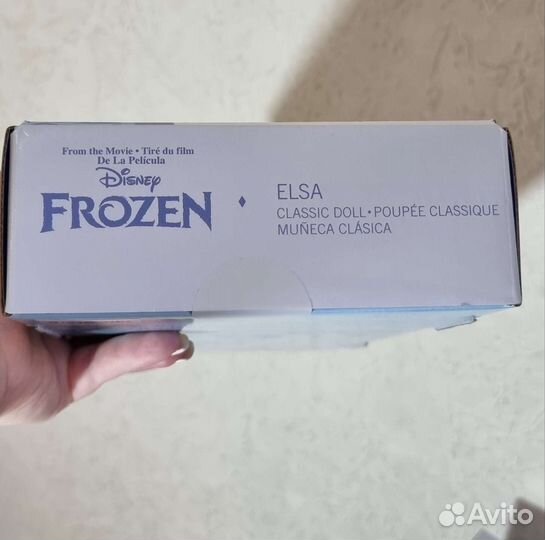 From the Movie • Tiré du film
De La Película
Disney
FROZEN
ELSA
CLASSIC DOLL • POUPÉE CLASSIQUE
MUÑECA CLÁSICA
Avito